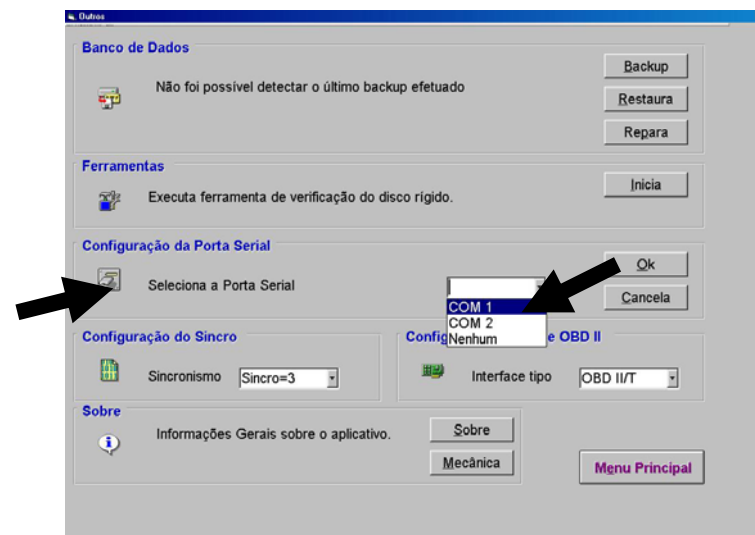 Outros
Banco de Dados
Não foi possível detectar o último backup efetuado
Backup
Restaura
Repara
Ferramentas
Executa ferramenta de verificação do disco rígido.
Inicia
Configuração da Porta Serial
Seleciona a Porta Serial
Ok
Cancela
COM 1
COM 2
Nenhum
Configuração do Sincro
Sincronismo
Sincro=3
Config
e OBD II
Interface tipo
OBD II/T
Sobre
Informações Gerais sobre o aplicativo.
Sobre
Mecânica
Menu Principal